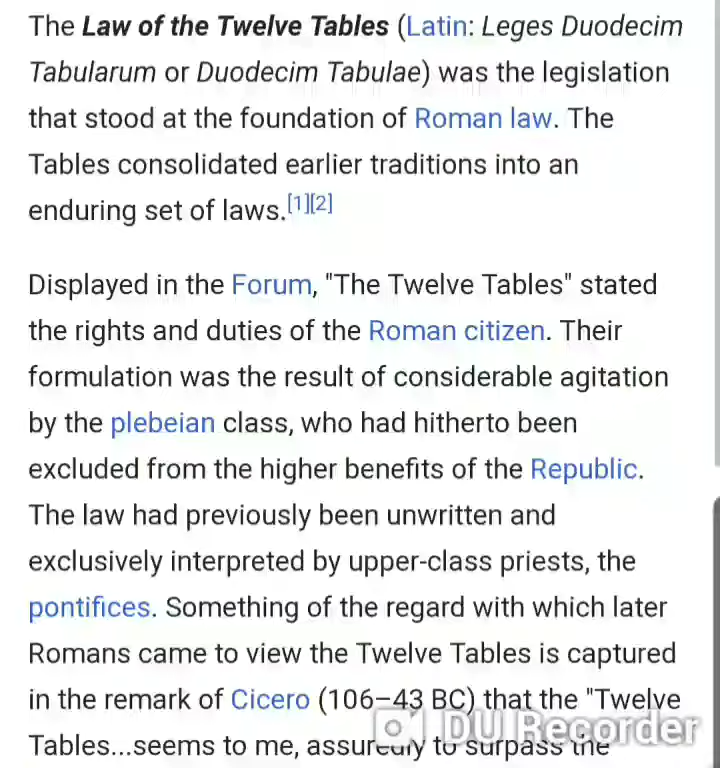 The Law of the Twelve Tables (Latin: Leges Duodecim
Tabularum or Duodecim Tabulae) was the legislation
that stood at the foundation of Roman law. The
Tables consolidated earlier traditions into an
enduring set of laws.[1][2]
Displayed in the Forum, "The Twelve Tables" stated
the rights and duties of the Roman citizen. Their
formulation was the result of considerable agitation
by the plebeian class, who had hitherto been
excluded from the higher benefits of the Republic.
The law had previously been unwritten and
exclusively interpreted by upper-class priests, the
pontifices. Something of the regard with which later
Romans came to view the Twelve Tables is captured
in the remark of Cicero (106–43 BC) that the "Twelve
Tables...seems to me, assuredly to surpass the
DU Recorder